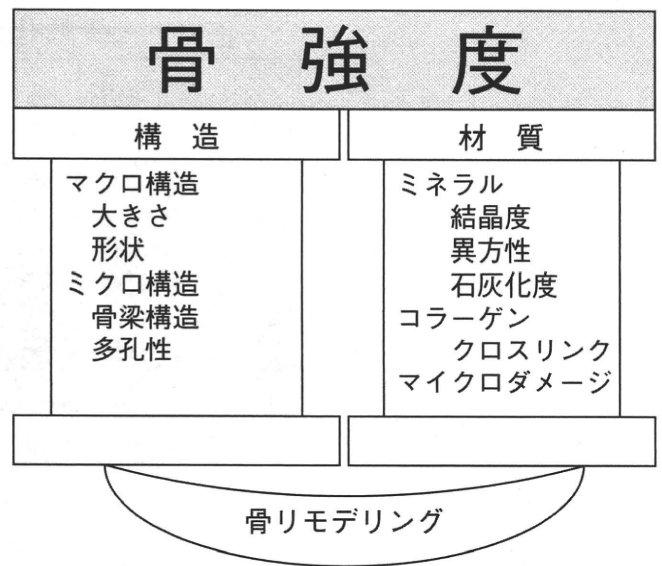 骨強度
構造
マクロ構造
大きさ
形状
ミクロ構造
骨梁構造
多孔性
材質
ミネラル
結晶度
異方性
石灰化度
コラーゲン
クロスリンク
マイクロダメージ
骨リモデリング